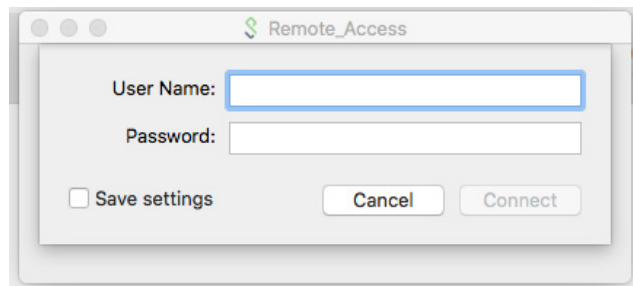 Remote_Access
User Name:
Password:
Save settings
Cancel
Connect